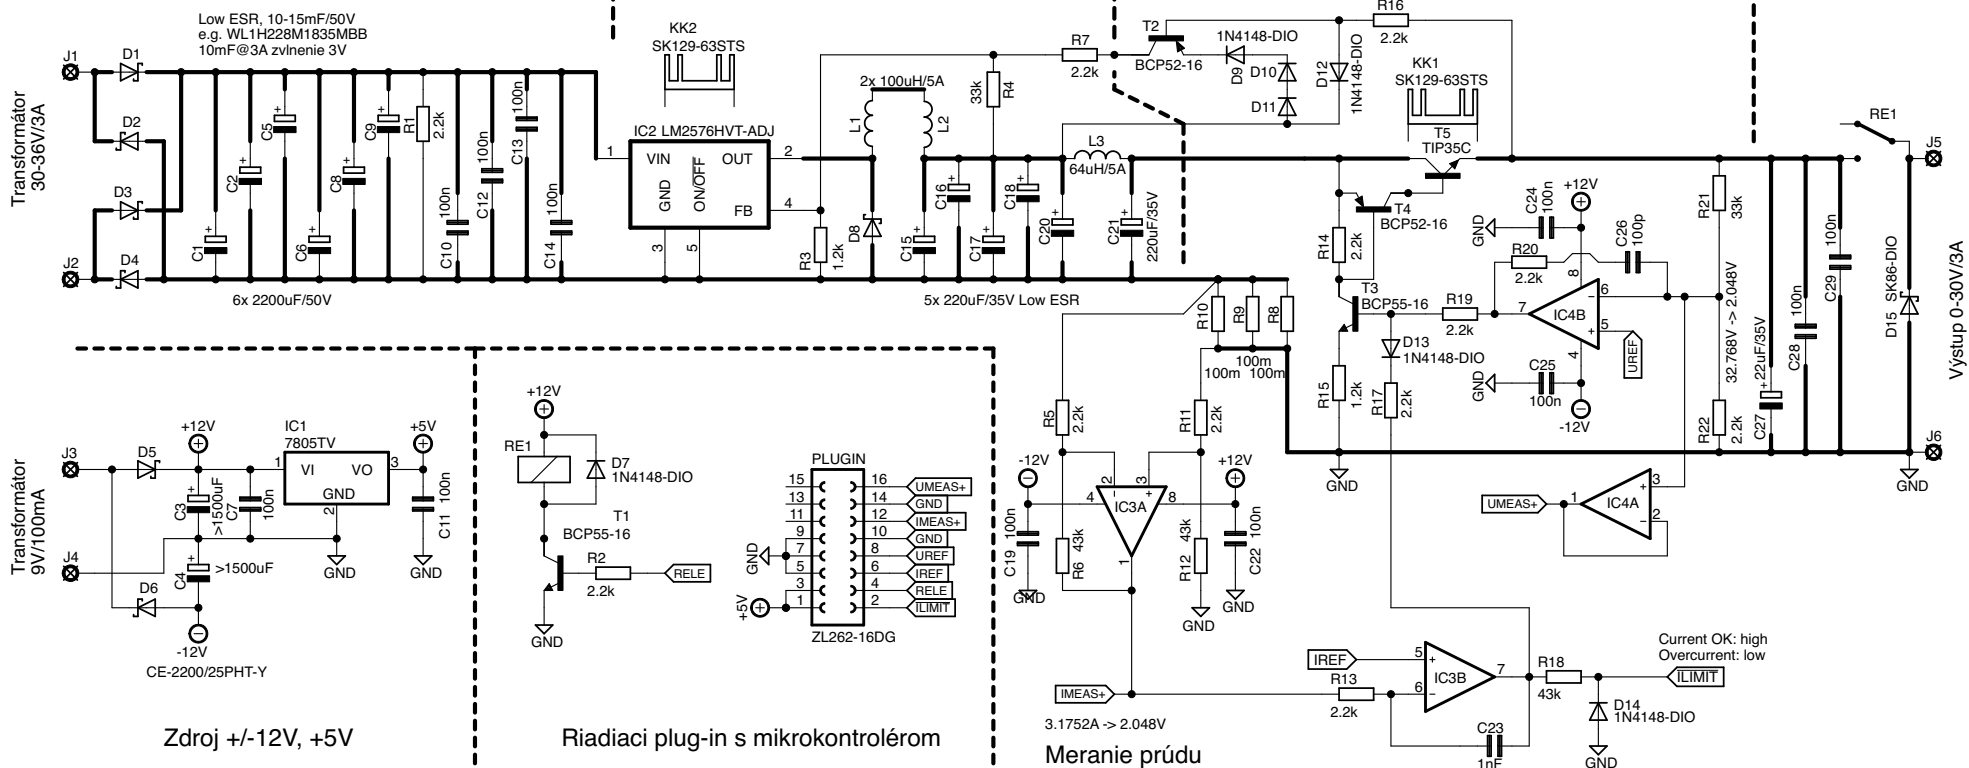 Low ESR, 10-15mF/50V
e.g. WL1H228M1835MBB
10mF@3A zvlnenie 3V
J1
D1
D2
D3
D4
J2
Transformátor
30-36V/3A
C1
C2
C5
C6
C8
C9
R1
2.2k
C10
100n
C12
100n
C13
100n
C14
100n
6x 2200uF/50V
KK2
SK129-63STS
IC2 LM2576HVT-ADJ
VIN
OUT
GND
ON/OFF
FB
1
2
3
5
4
R3
1.2k
D8
2x 100uH/5A
L1
L2
33k
R4
R7
2.2k
C15
C16
C17
C18
C20
C21
220uF/35V
5x 220uF/35V Low ESR
L3
64uH/5A
T2
BCP52-16
1N4148-DIO
D9
D10
D11
D12
1N4148-DIO
R16
2.2k
KK1
SK129-63STS
T5
TIP35C
T4
BCP52-16
R14
2.2k
T3
BCP55-16
R15
1.2k
D13
1N4148-DIO
R17
2.2k
R19
2.2k
R20
2.2k
C24
100n
+12V
GND
C26
100p
8
6
5
7
4
IC4B
UREF
C25
100n
GND
-12V
R21
33k
32.768V -> 2.048V
R22
2.2k
22uF/35V
C27
C28
100n
C29
100n
RE1
D15
SK86-DIO
J5
J6
Výstup 0-30V/3A
GND
GND
R10
R9
R8
100m
100m
100m
R5
2.2k
R11
2.2k
-12V
+12V
2
3
4
8
1
IC3A
C19
100n
GND
R6
43k
R12
43k
GND
C22
100n
GND
UMEAS+
1
3
2
IC4A
IREF
IMEAS+
3.1752A -> 2.048V
R13
2.2k
5
6
7
IC3B
C23
1nF
R18
43k
Current OK: high
Overcurrent: low
ILIMIT
D14
1N4148-DIO
GND
Meranie prúdu
J3
J4
Transformátor
9V/100mA
D5
D6
+12V
-12V
C3
>1500uF
C4
>1500uF
C7
100n
IC1
7805TV
VI
VO
GND
1
3
2
+5V
C11
100n
GND
GND
CE-2200/25PHT-Y
Zdroj +/-12V, +5V
+12V
RE1
D7
1N4148-DIO
T1
BCP55-16
R2
2.2k
RELE
GND
PLUGIN
15
16
UMEAS+
13
14
GND
11
12
IMEAS+
9
10
GND
7
8
UREF
5
6
IREF
3
4
RELE
1
2
ILIMIT
GND
+5V
ZL262-16DG
Riadiaci plug-in s mikrokontrolérom